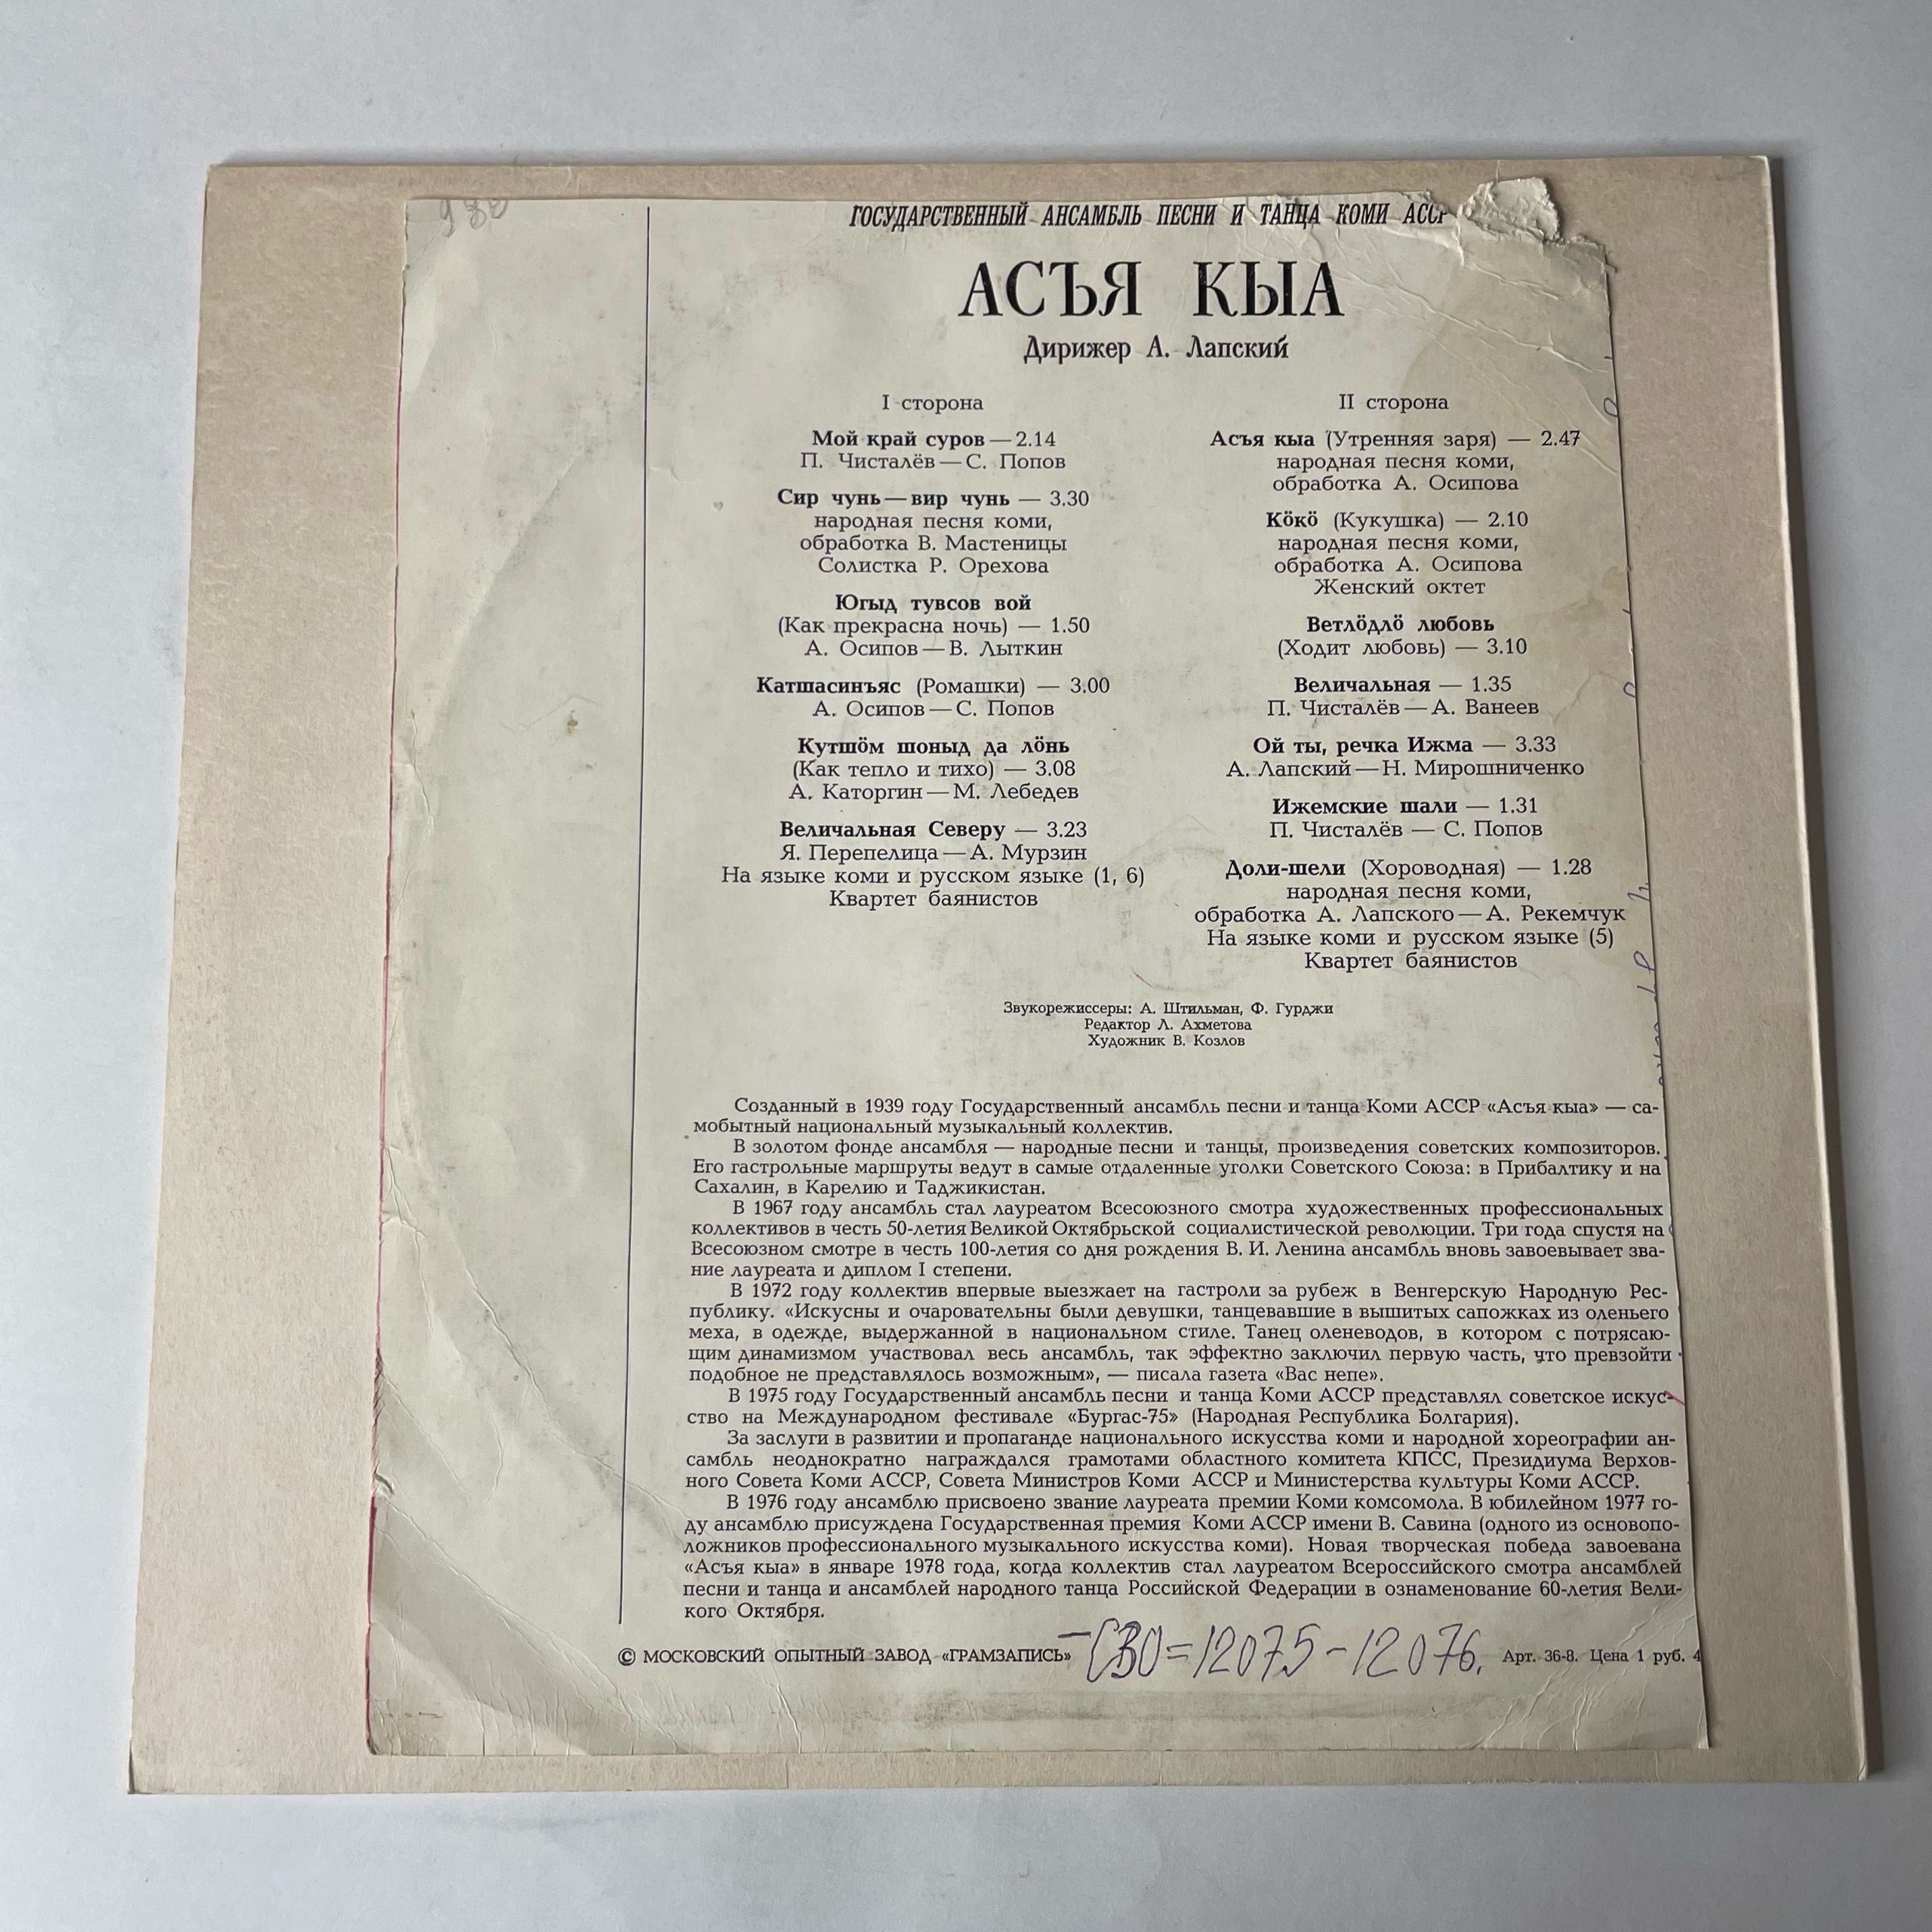 ГОСУДАРСТВЕННЫЙ АНСАМБЛЬ ПЕСНИ И ТАНЦА КОМИ АССР
АСЪЯ КЫА
Дирижер А. Лапский
I сторона
Мой край суров — 2.14
П. Чисталёв — С. Попов
Сир чунь — вир чунь — 3.30
народная песня коми,
обработка В. Мастеницы
Солистка Р. Орехова
Югыд тувсов вой
(Как прекрасна ночь) — 1.50
А. Осипов — В. Лыткин
Катшасинъяс (Ромашки) — 3.00
А. Осипов — С. Попов
Кутшӧм шоныд да лӧнь
(Как тепло и тихо) — 3.08
А. Каторгин — М. Лебедев
Величальная Северу — 3.23
Я. Перепелица — А. Мурзин
На языке коми и русском языке (1, 6)
Квартет баянистов
II сторона
Асъя кыа (Утренняя заря) — 2.47
народная песня коми,
обработка А. Осипова
Кӧкӧ (Кукушка) — 2.10
народная песня коми,
обработка А. Осипова
Женский октет
Ветлӧдлӧ любовь
(Ходит любовь) — 3.10
Величальная — 1.35
П. Чисталёв — А. Ванеев
Ой ты, речка Ижма — 3.33
А. Лапский — Н. Мирошниченко
Ижемские шали — 1.31
П. Чисталёв — С. Попов
Доли-шели (Хороводная) — 1.28
народная песня коми,
обработка А. Лапского — А. Рекемчук
На языке коми и русском языке (5)
Квартет баянистов
Звукорежиссеры: А. Штильман, Ф. Гурджи
Редактор Л. Ахметова
Художник В. Козлов
Созданный в 1939 году Государственный ансамбль песни и танца Коми АССР «Асъя кыа» — са-
мобытный национальный музыкальный коллектив.
В золотом фонде ансамбля — народные песни и танцы, произведения советских композиторов.
Его гастрольные маршруты ведут в самые отдаленные уголки Советского Союза: в Прибалтику и на
Сахалин, в Карелию и Таджикистан.
В 1967 году ансамбль стал лауреатом Всесоюзного смотра художественных профессиональных
коллективов в честь 50-летия Великой Октябрьской социалистической революции. Три года спустя на
Всесоюзном смотре в честь 100-летия со дня рождения В. И. Ленина ансамбль вновь завоевывает зва-
ние лауреата и диплом I степени.
В 1972 году коллектив впервые выезжает на гастроли за рубеж в Венгерскую Народную Рес-
публику. «Искусны и очаровательны были девушки, танцевавшие в вышитых сапожках из оленьего
меха, в одежде, выдержанной в национальном стиле. Танец оленеводов, в котором с потрясаю-
щим динамизмом участвовал весь ансамбль, так эффектно заключил первую часть, что превзойти
подобное не представлялось возможным», — писала газета «Вас непе».
В 1975 году Государственный ансамбль песни и танца Коми АССР представлял советское искус-
ство на Международном фестивале «Бургас-75» (Народная Республика Болгария).
За заслуги в развитии и пропаганде национального искусства коми и народной хореографии ан-
самбль неоднократно награждался грамотами областного комитета КПСС, Президиума Верхов-
ного Совета Коми АССР, Совета Министров Коми АССР и Министерства культуры Коми АССР.
В 1976 году ансамблю присвоено звание лауреата премии Коми комсомола. В юбилейном 1977 го-
ду ансамблю присуждена Государственная премия Коми АССР имени В. Савина (одного из основопо-
ложников профессионального музыкального искусства коми). Новая творческая победа завоевана
«Асъя кыа» в январе 1978 года, когда коллектив стал лауреатом Всероссийского смотра ансамблей
песни и танца и ансамблей народного танца Российской Федерации в ознаменование 60-летия Вели-
кого Октября.
© МОСКОВСКИЙ ОПЫТНЫЙ ЗАВОД «ГРАМЗАПИСЬ» 12075-12076. Арт. 36-8. Цена 1 руб. 4